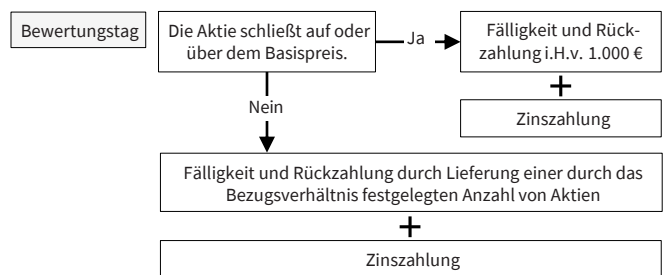 Bewertungstag
Die Aktie schließt auf oder
über dem Basispreis.
Ja
Fälligkeit und Rück-
zahlung i.H.v. 1.000 €
+
Zinszahlung
Nein
Fälligkeit und Rückzahlung durch Lieferung einer durch das
Bezugsverhältnis festgelegten Anzahl von Aktien
+
Zinszahlung